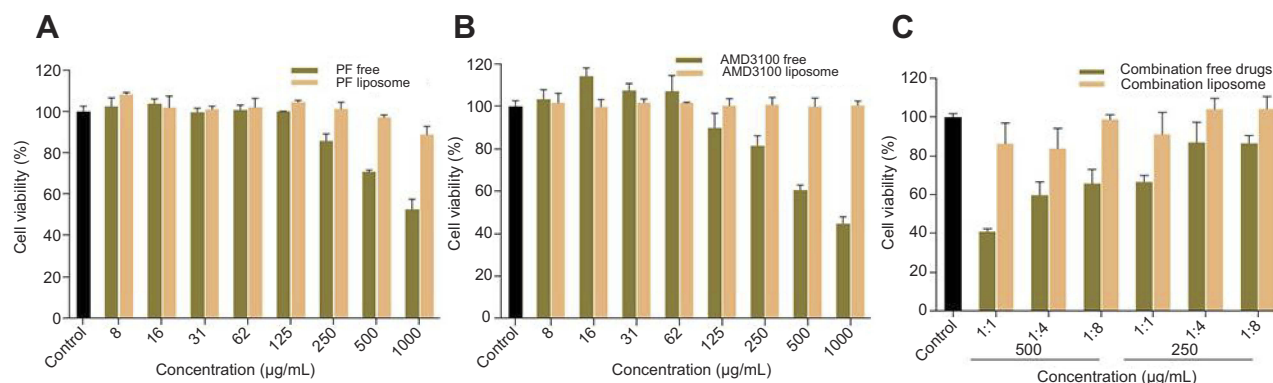 A
PF free
PF liposome
Cell viability (%)
120
100
80
60
40
20
0
Control
8
16
31
62
125
250
500
1000
Concentration (µg/mL)
B
AMD3100 free
AMD3100 liposome
Cell viability (%)
120
100
80
60
40
20
0
Control
8
16
31
62
125
250
500
1000
Concentration (µg/mL)
C
Combination free drugs
Combination liposome
Cell viability (%)
120
100
80
60
40
20
0
Control
1:1
1:4
1:8
1:1
1:4
1:8
500
250
Concentration (µg/mL)